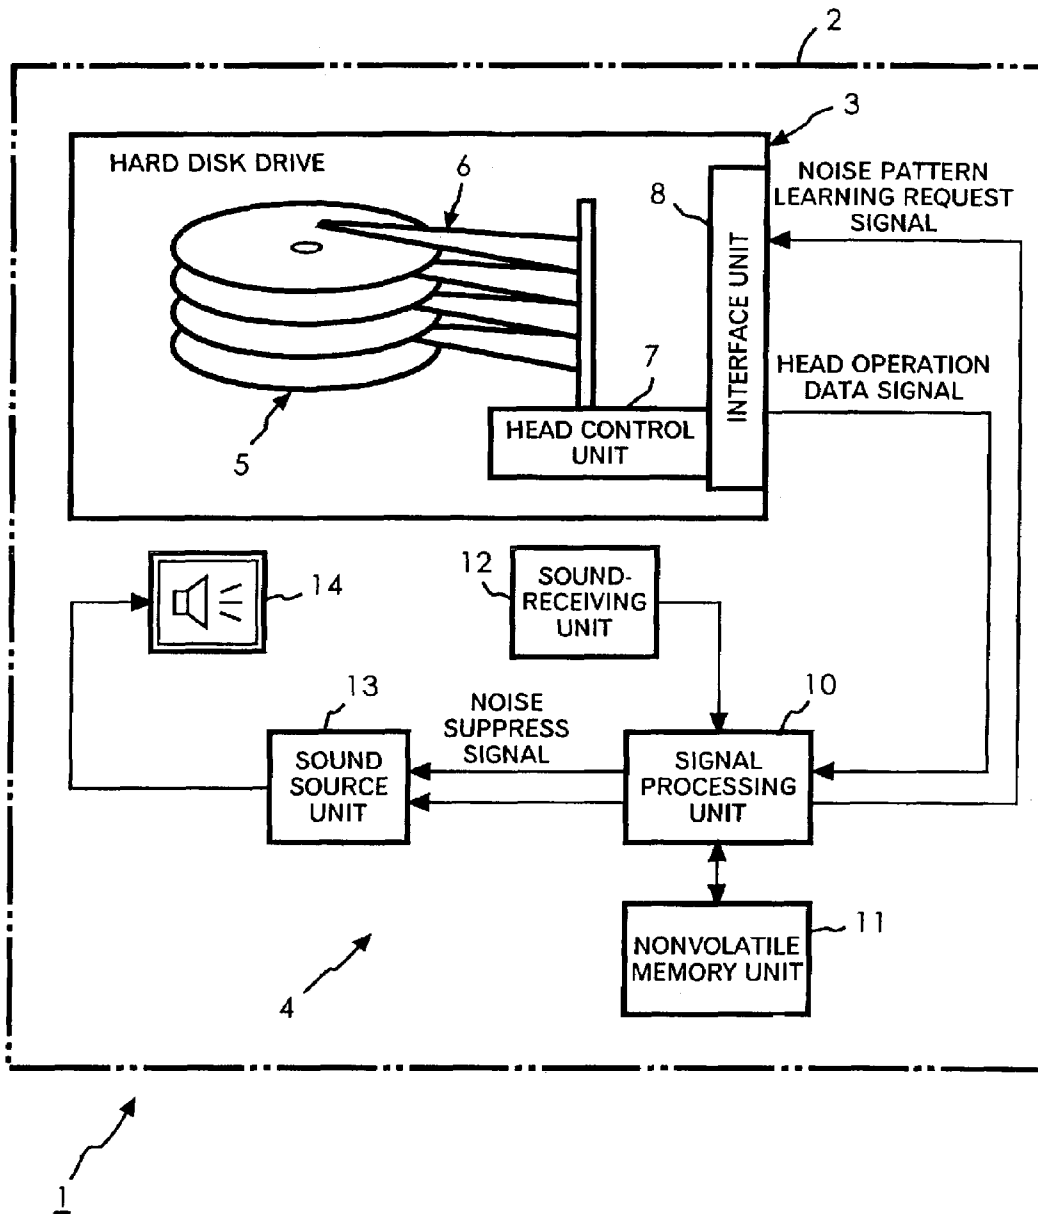 2
3
HARD DISK DRIVE
6
8
NOISE PATTERN
LEARNING REQUEST
SIGNAL
INTERFACE UNIT
HEAD OPERATION
DATA SIGNAL
7
HEAD CONTROL
UNIT
5
14
12
SOUND-
RECEIVING
UNIT
13
NOISE
SUPPRESS
SIGNAL
10
SOUND
SOURCE
UNIT
SIGNAL
PROCESSING
UNIT
11
NONVOLATILE
MEMORY UNIT
4
1